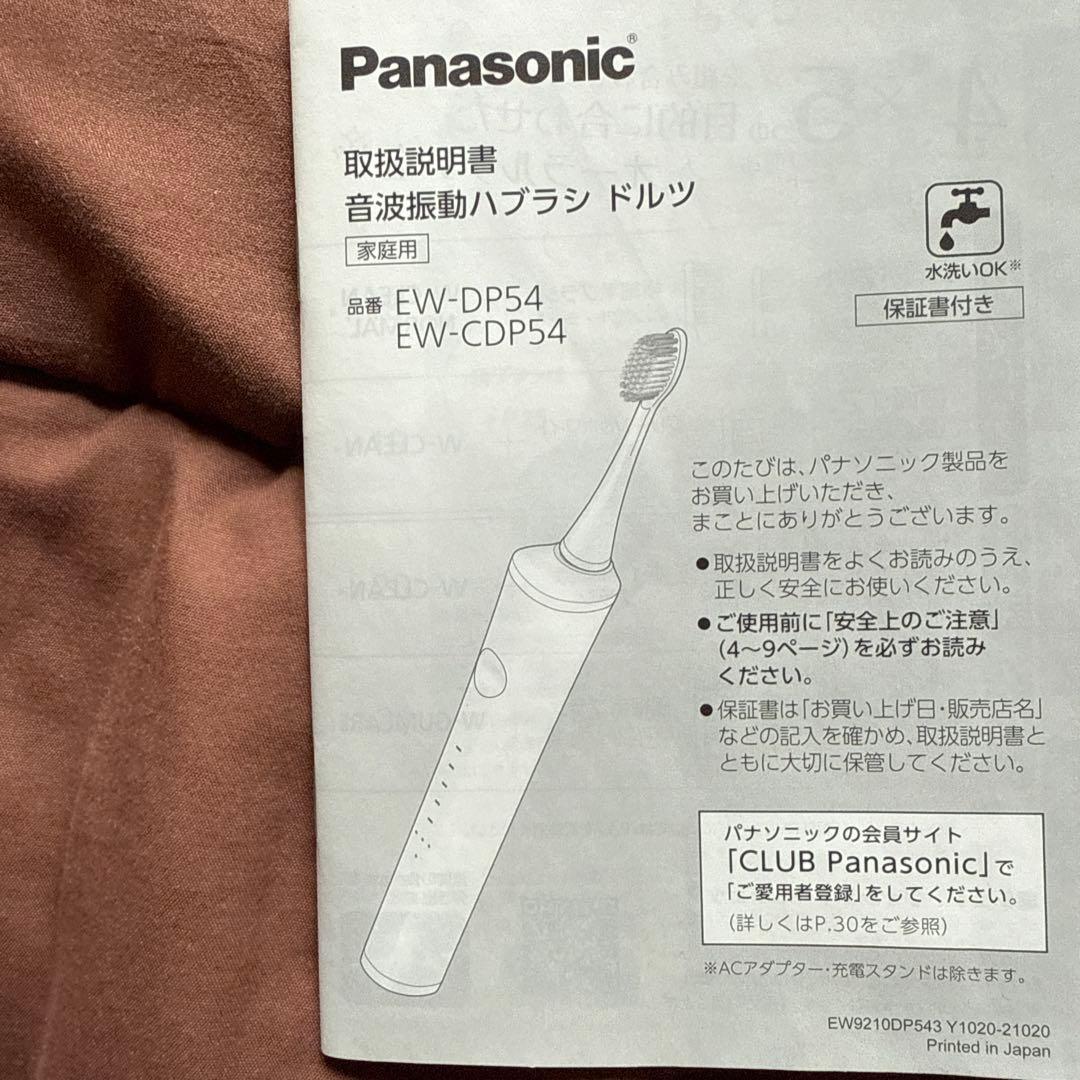 Panasonic®
取扱説明書
音波振動ハブラシ ドルツ
家庭用
品番 EW-DP54
EW-CDP54
水洗いOK※
保証書付き
このたびは、パナソニック製品を
お買い上げいただき、
まことにありがとうございます。
●取扱説明書をよくお読みのうえ、
正しく安全にお使いください。
●ご使用前に「安全上のご注意」
(4～9ページ)を必ずお読み
ください。
●保証書は「お買い上げ日・販売店名」
などの記入を確かめ、取扱説明書と
ともに大切に保管してください。
パナソニックの会員サイト
「CLUB Panasonic」で
「ご愛用者登録」をしてください。
(詳しくはP.30をご参照)
※ACアダプター・充電スタンドは除きます。
EW9210DP543 Y1020-21020
Printed in Japan